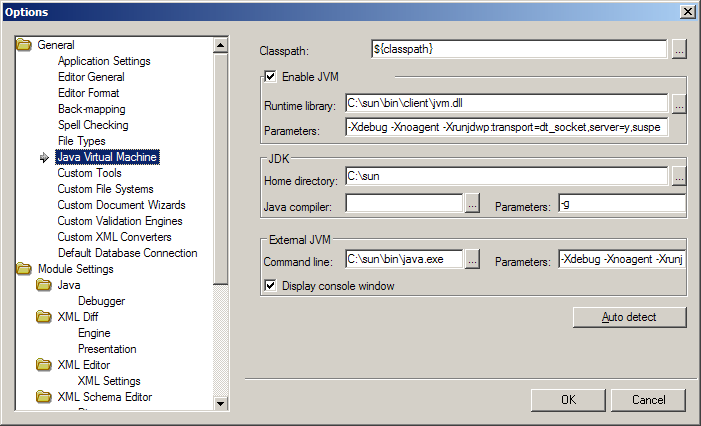 Options
General
Application Settings
Editor General
Editor Format
Back-mapping
Spell Checking
File Types
Java Virtual Machine
Custom Tools
Custom File Systems
Custom Document Wizards
Custom Validation Engines
Custom XML Converters
Default Database Connection
Module Settings
Java
Debugger
XML Diff
Engine
Presentation
XML Editor
XML Settings
XML Schema Editor
Classpath: ${classpath} ...
Enable JVM
Runtime library: C:\sun\bin\client\jvm.dll
Parameters: -Xdebug -Xnoagent -Xrunjdwp:transport=dt_socket,server=y,suspe
JDK
Home directory: C:\sun ...
Java compiler: ... Parameters: -g
External JVM
Command line: C:\sun\bin\java.exe ... Parameters: -Xdebug -Xnoagent -Xrunj
Display console window
Auto detect
OK Cancel